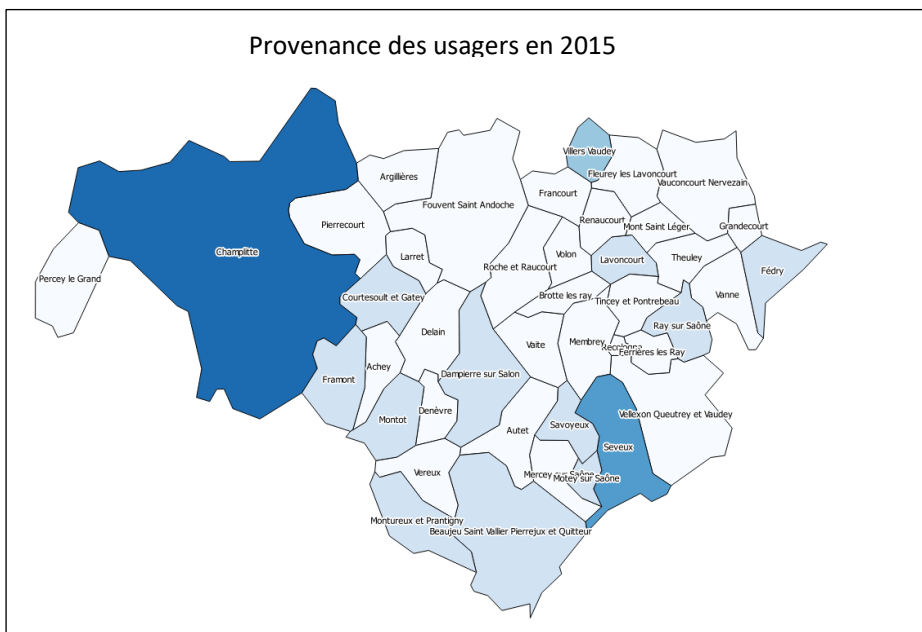 Provenance des usagers en 2015
Villers Vaudey
Argillières
Fleurey les Lavoncourt
Vauconcourt Nervezain
Francourt
Fouvent Saint Andoche
Pierrecourt
Renaucourt
Mont Saint Léger
Grandecourt
Champlitte
Volon
Larret
Lavoncourt
Theuley
Roche et Raucourt
Fédry
Percey le Grand
Courtesoult et Gatey
Brotte les ray
Vanne
Tincey et Pontrebeau
Ray sur Saône
Delain
Vaite
Membrey
Ferrières les Ray
Achey
Dampierre sur Salon
Framont
Denèvre
Vellexon Queutrey et Vaudey
Montot
Savoyeux
Autet
Seveux
Vereux
Mercey sur Saône
Motey sur Saône
Montureux et Prantigny
Beaujeu Saint Vallier Pierrejux et Quitteur